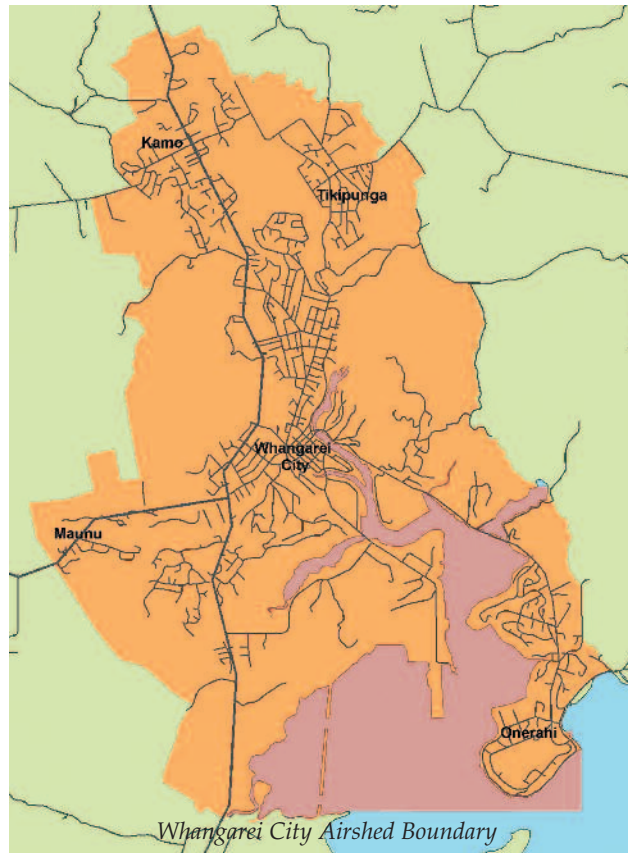 Kamo
Tikipunga
Whangarei
City
Maunu
Onerahi
Whangarei City Airshed Boundary